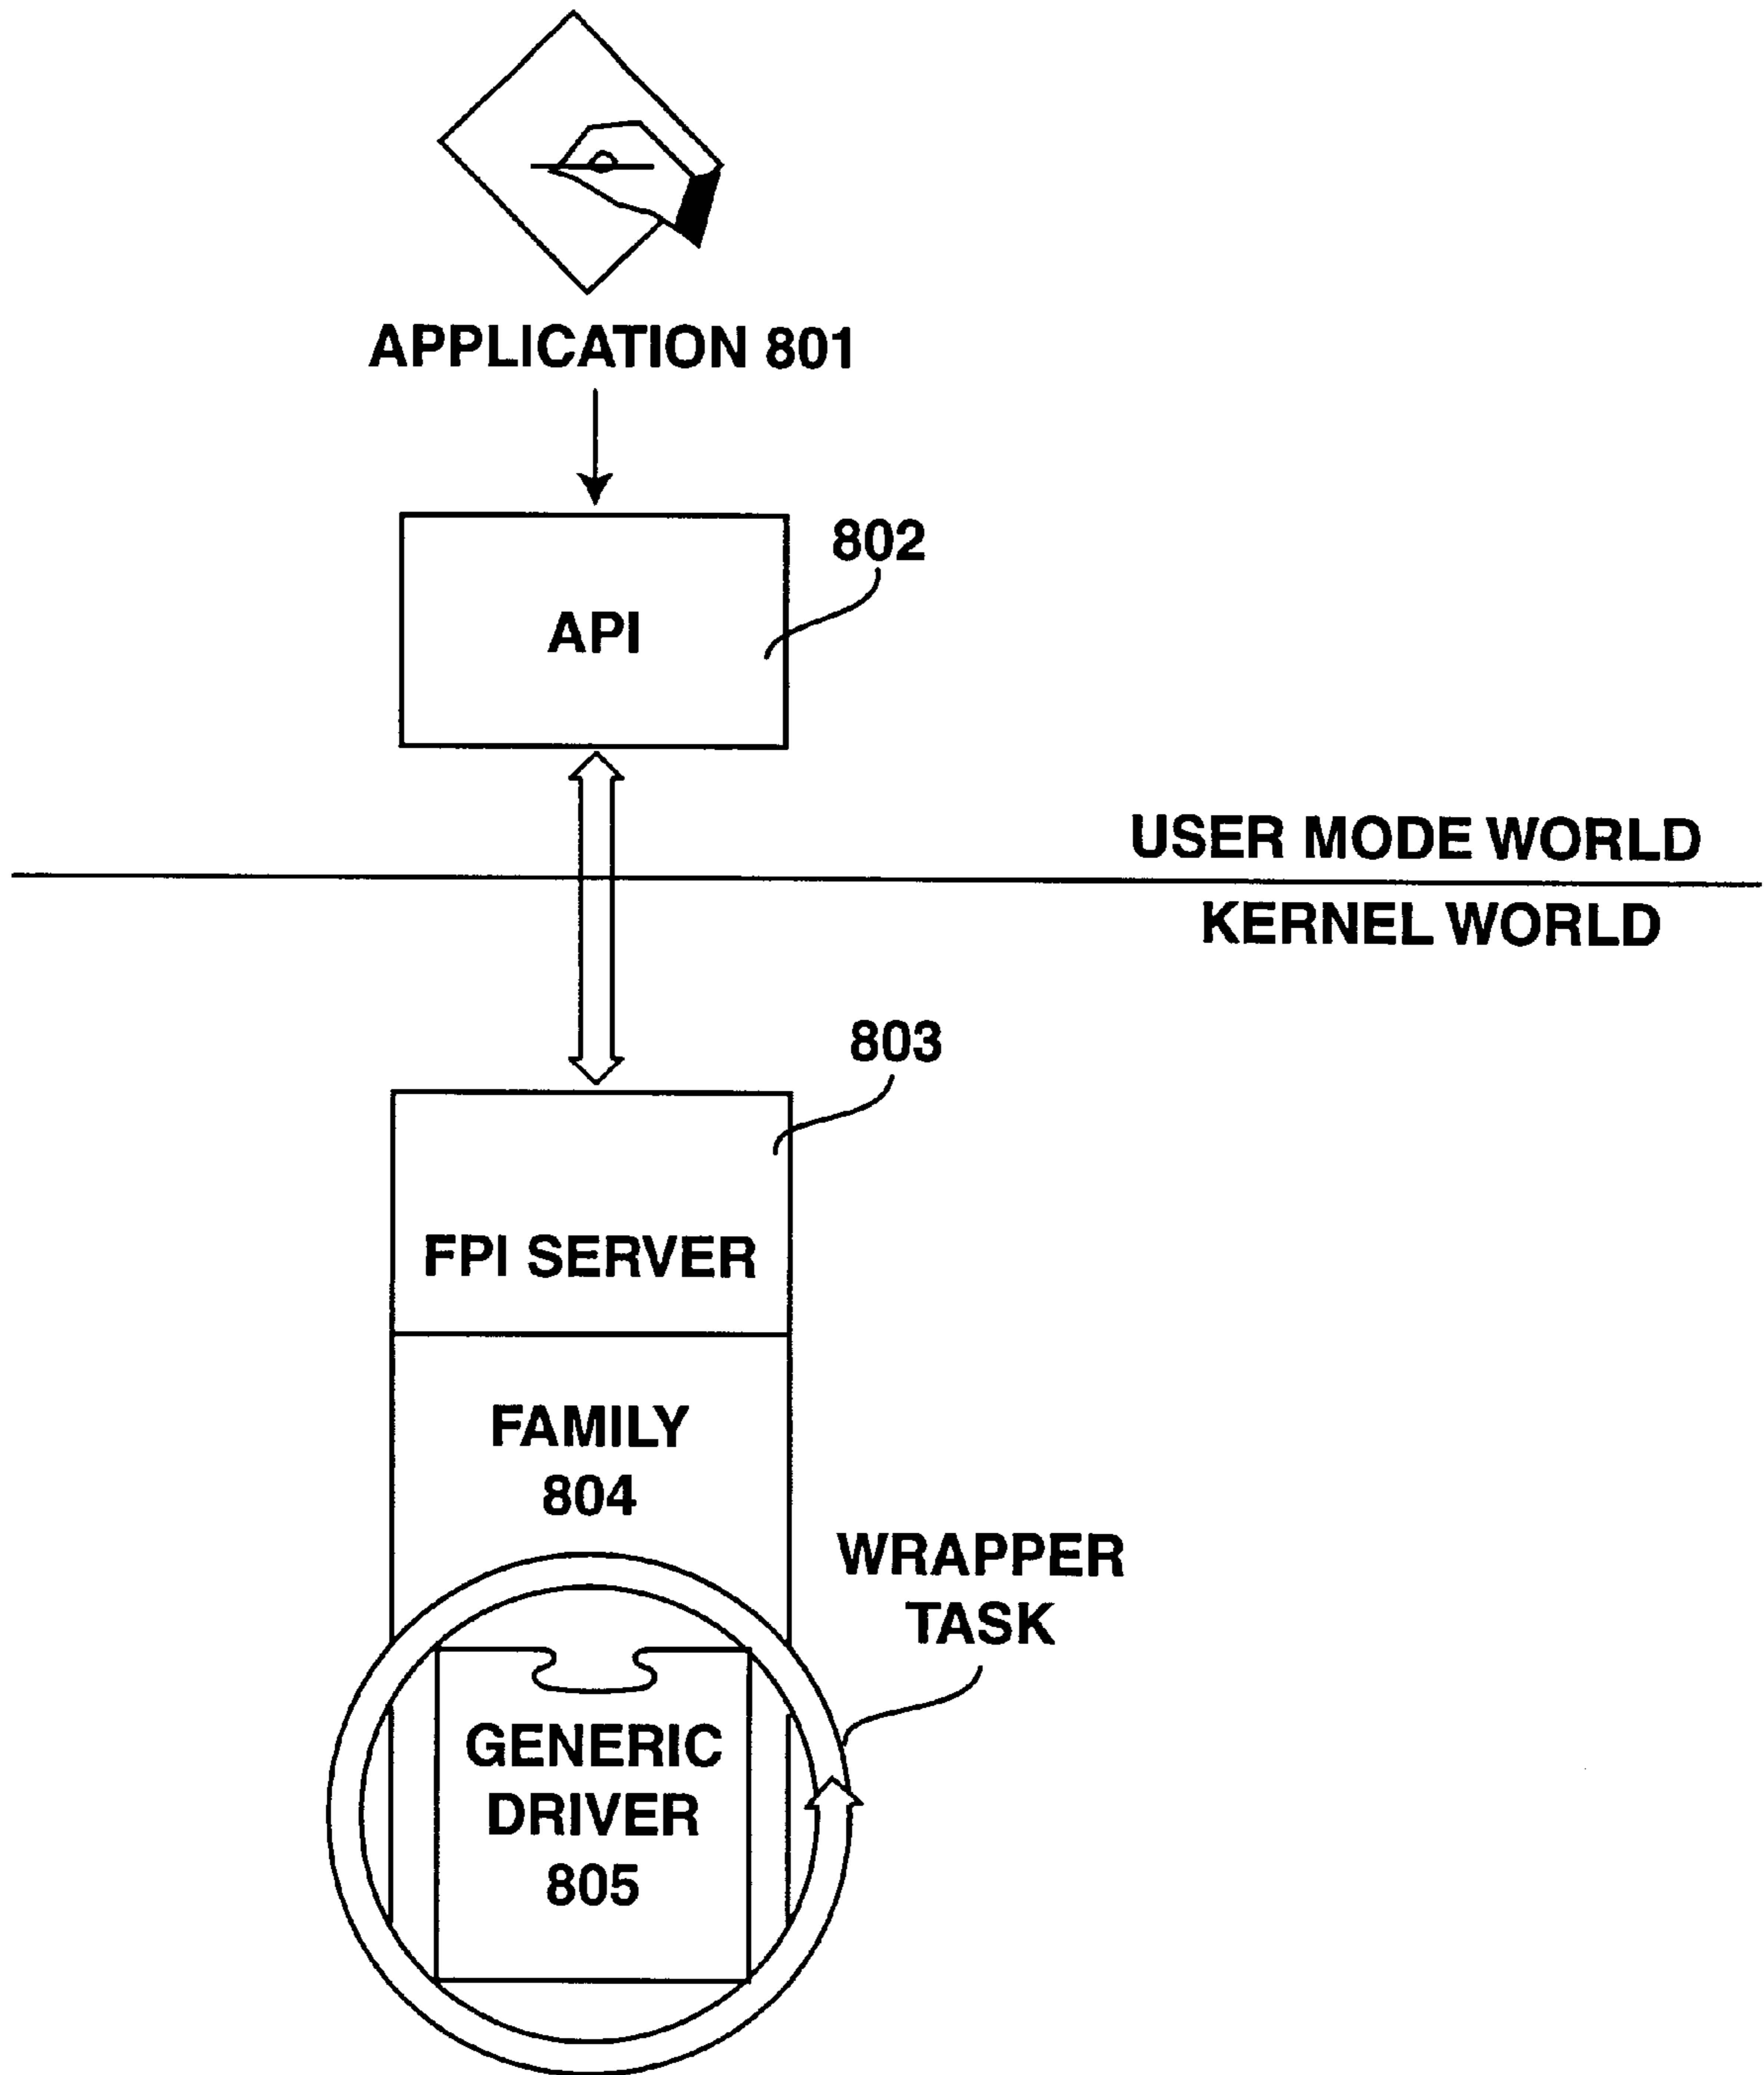 APPLICATION 801
802
API
USER MODE WORLD
KERNEL WORLD
803
FPI SERVER
FAMILY
804
WRAPPER
TASK
GENERIC
DRIVER
805